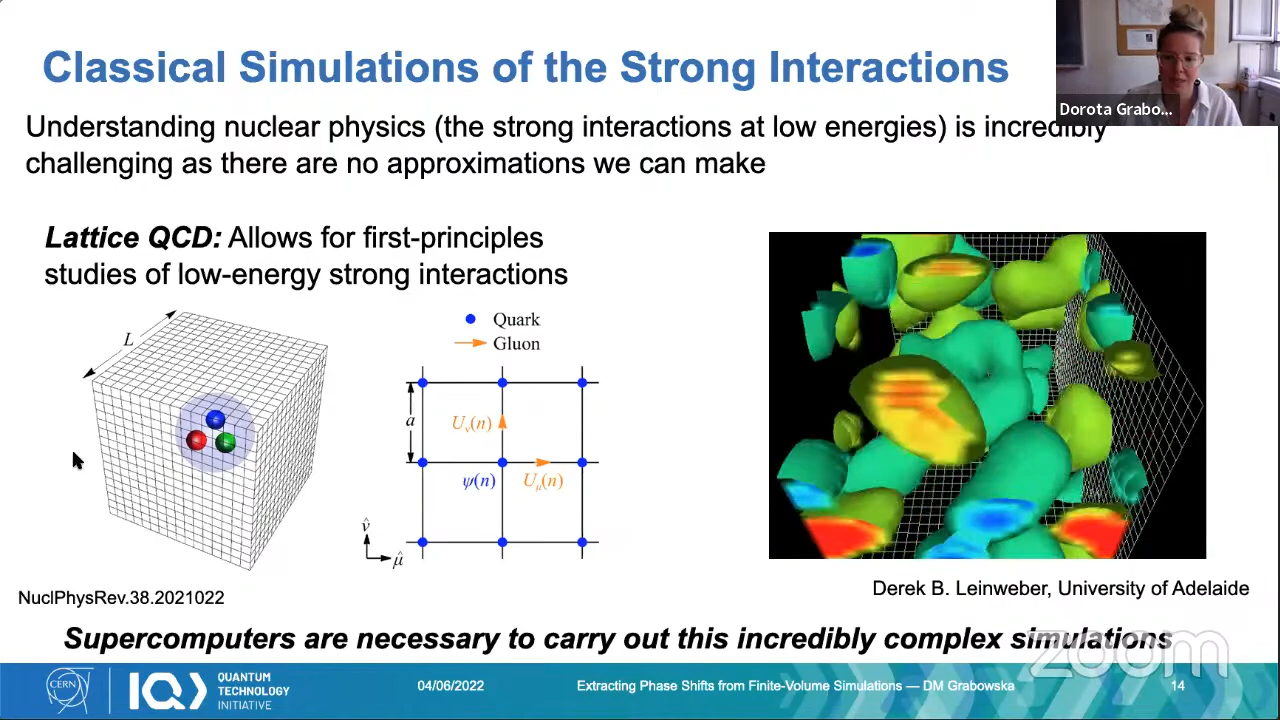 Classical Simulations of the Strong Interactions
Dorota Grabo...
Understanding nuclear physics (the strong interactions at low energies) is incredibly
challenging as there are no approximations we can make
Lattice QCD: Allows for first-principles
studies of low-energy strong interactions
L
Quark
Gluon
a
Uν(n)
ψ(n)
Uμ(n)
ν̂
μ̂
NuclPhysRev.38.2021022
Derek B. Leinweber, University of Adelaide
Supercomputers are necessary to carry out this incredibly complex simulations
zoom
CERN
QUANTUM
TECHNOLOGY
INITIATIVE
04/06/2022
Extracting Phase Shifts from Finite-Volume Simulations — DM Grabowska
14